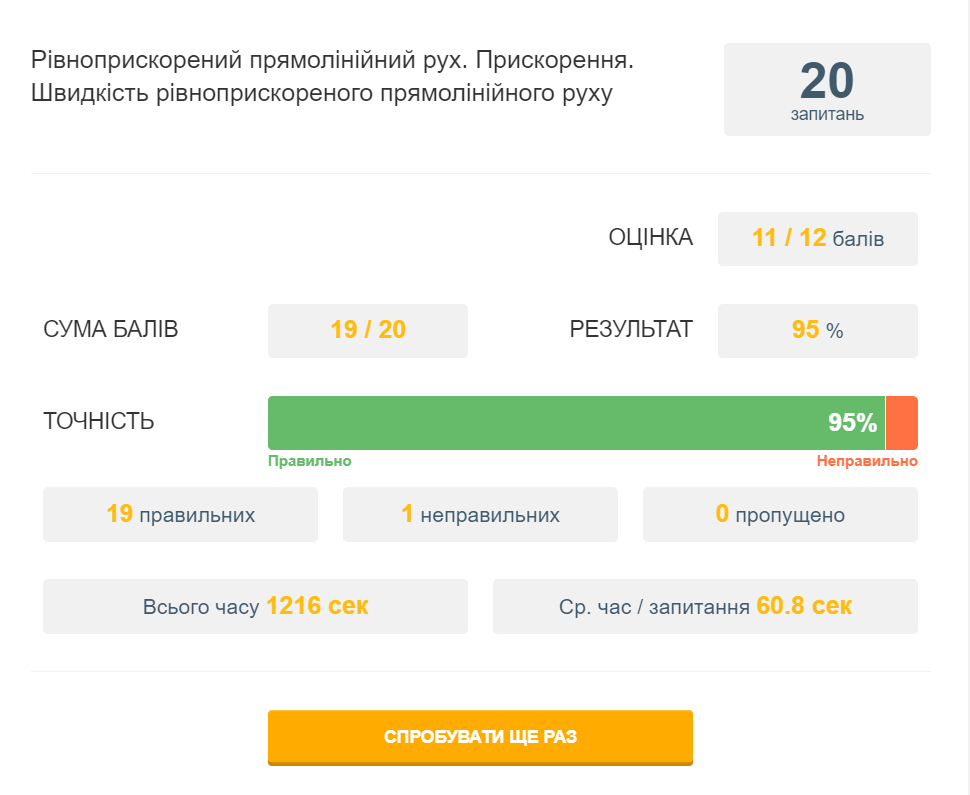 Рівноприскорений прямолінійний рух. Прискорення.
Швидкість рівноприскореного прямолінійного руху
20
запитань
ОЦІНКА
11 / 12 балів
СУМА БАЛІВ
19 / 20
РЕЗУЛЬТАТ
95 %
ТОЧНІСТЬ
95%
Правильно
Неправильно
19 правильних
1 неправильних
0 пропущено
Всього часу 1216 сек
Ср. час / запитання 60.8 сек
СПРОБУВАТИ ЩЕ РАЗ